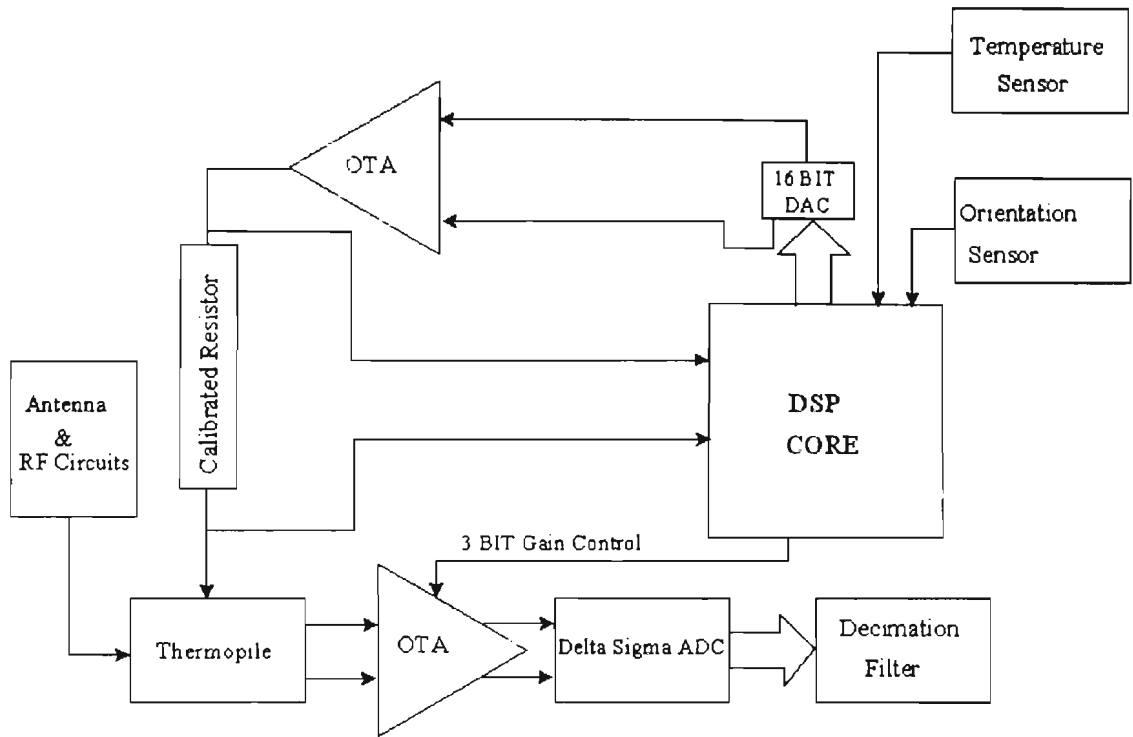 Temperature
Sensor
OTA
16 BIT
DAC
Orientation
Sensor
Calibrated Resistor
Antenna
&
RF Circuits
DSP
CORE
3 BIT Gain Control
Thermopile
OTA
Delta Sigma ADC
Decimation
Filter